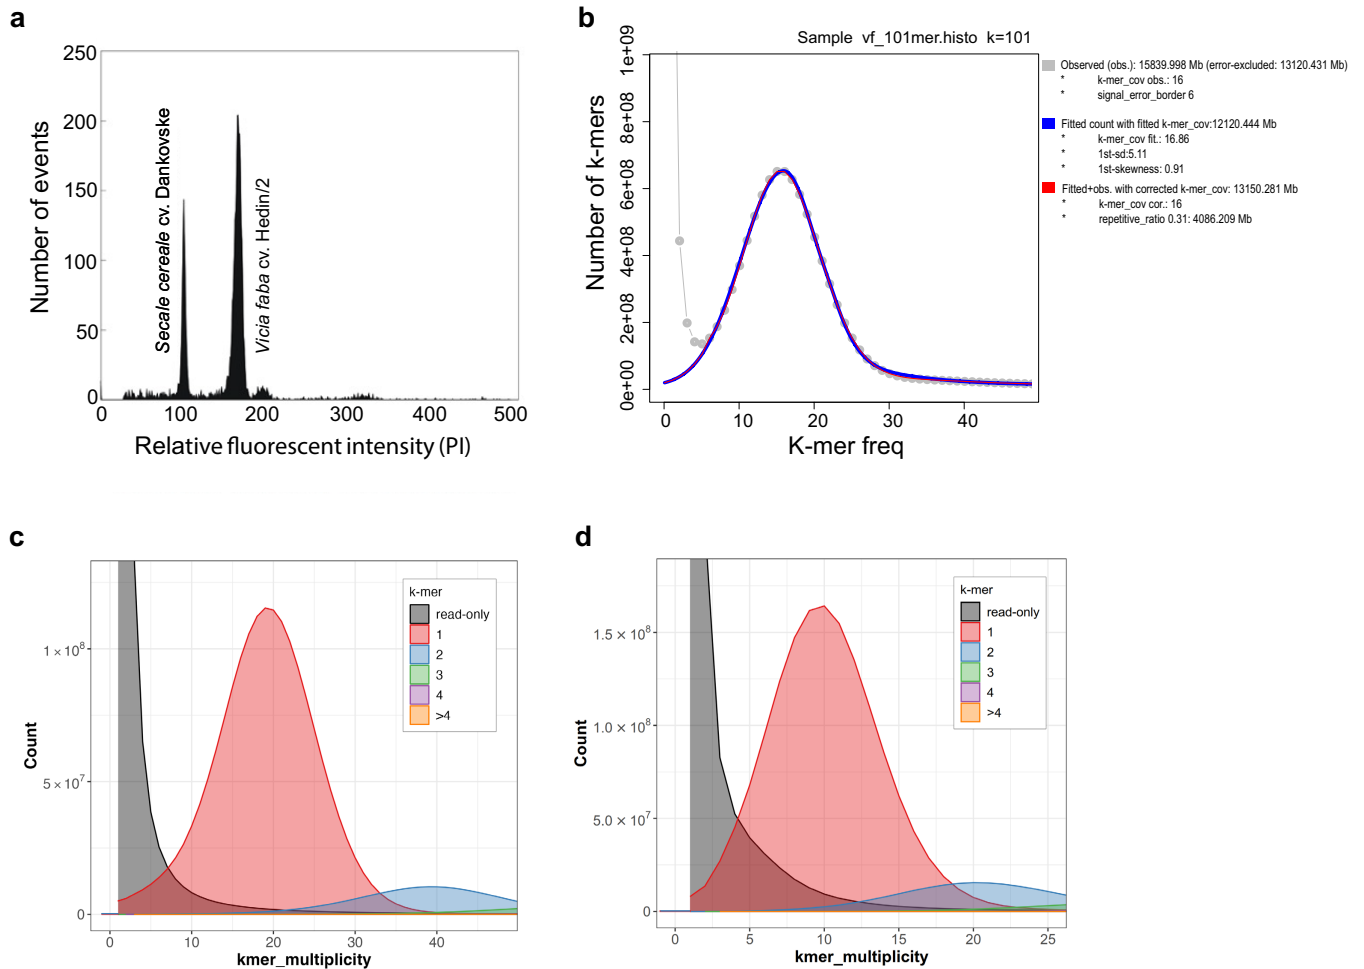 a
250
200
150
100
50
0
Number of events
Secale cereale cv. Dankovske
Vicia faba cv. Hedin/2
0 100 200 300 400 500
Relative fluorescent intensity (PI)
b
Sample vf_101mer.histo k=101
1e+09
8e+08
6e+08
4e+08
2e+08
0e+00
Number of k-mers
0 10 20 30 40
K-mer freq
Observed (obs.): 15839.998 Mb (error-excluded: 13120.431 Mb)
* k-mer_cov obs.: 16
* signal_error_border 6
Fitted count with fitted k-mer_cov:12120.444 Mb
* k-mer_cov fit.: 16.86
* 1st-sd:5.11
* 1st-skewness: 0.91
Fitted+obs. with corrected k-mer_cov: 13150.281 Mb
* k-mer_cov cor.: 16
* repetitive_ratio 0.31: 4086.209 Mb
c
1 × 10⁸
5 × 10⁷
0
Count
k-mer
read-only
1
2
3
4
>4
0 10 20 30 40
kmer_multiplicity
d
1.5 × 10⁸
1.0 × 10⁸
5.0 × 10⁷
0
Count
k-mer
read-only
1
2
3
4
>4
0 5 10 15 20 25
kmer_multiplicity